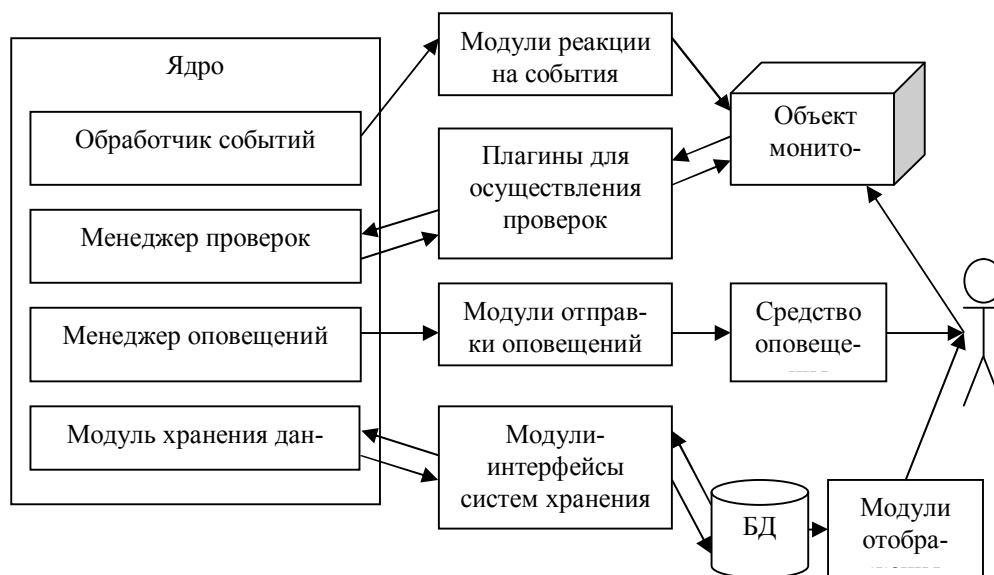 Ядро
Обработчик событий
Менеджер проверок
Менеджер оповещений
Модуль хранения дан-
Модули реакции
на события
Плагины для
осуществления
проверок
Модули отправ-
ки оповещений
Модули-
интерфейсы
систем хранения
Объект
монито-
Средство
оповеще-
БД
Модули
отобра-